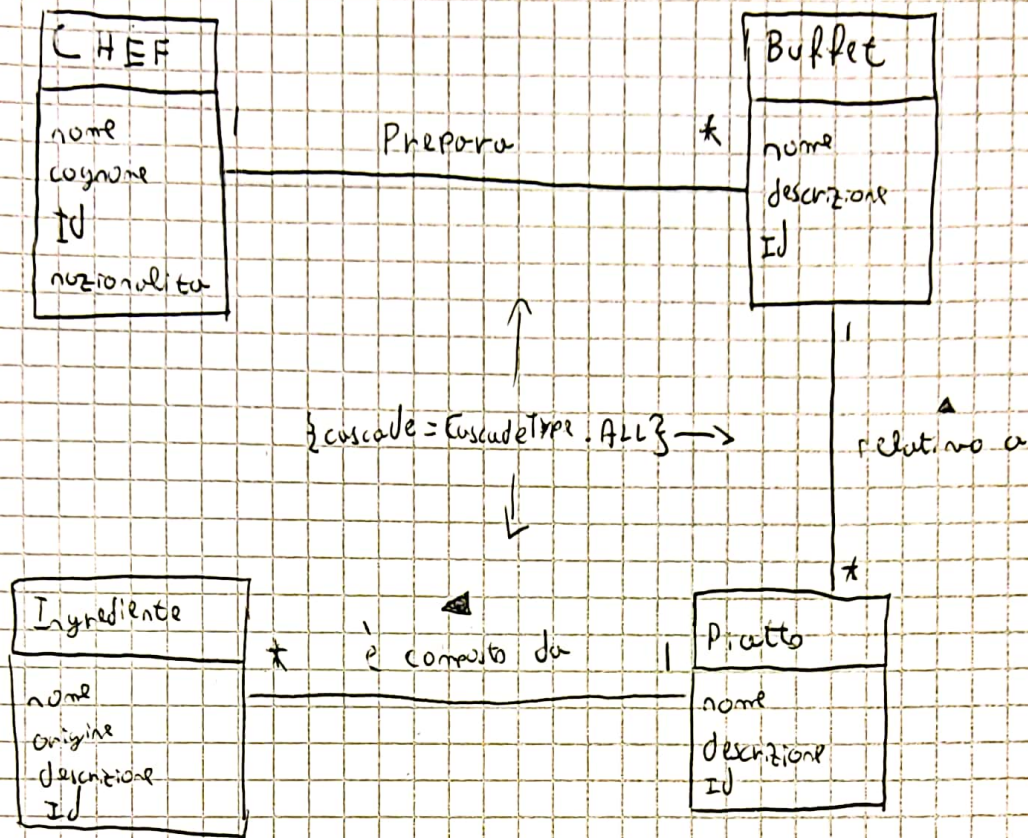 CHEF
nome
cognome
Id
nazionalita
1
Prepara
*
Buffet
nome
descrizione
Id
1
relativo a
*
{cascade = CascadeType.ALL}
Ingrediente
nome
origine
descrizione
Id
*
è composto da
1
Piatto
nome
descrizione
Id